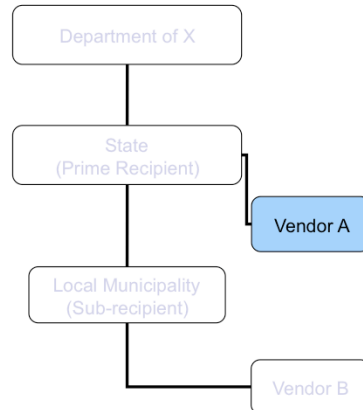 Department of X
State
(Prime Recipient)
Vendor A
Local Municipality
(Sub-recipient)
Vendor B